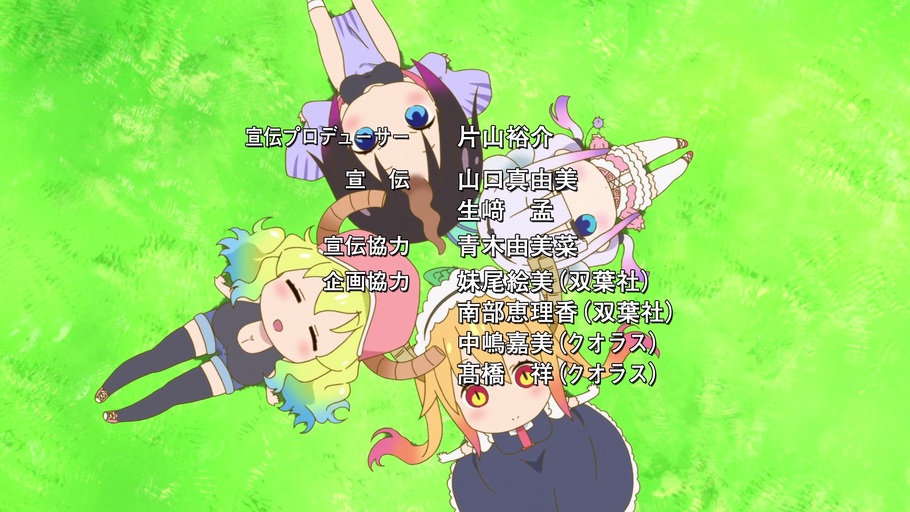 宣伝プロデューサー　片山裕介
宣　伝　山口真由美
生﨑　孟
宣伝協力　青木由美菜
企画協力　妹尾絵美(双葉社)
南部恵理香(双葉社)
中嶋嘉美(クオラス)
髙橋　祥(クオラス)